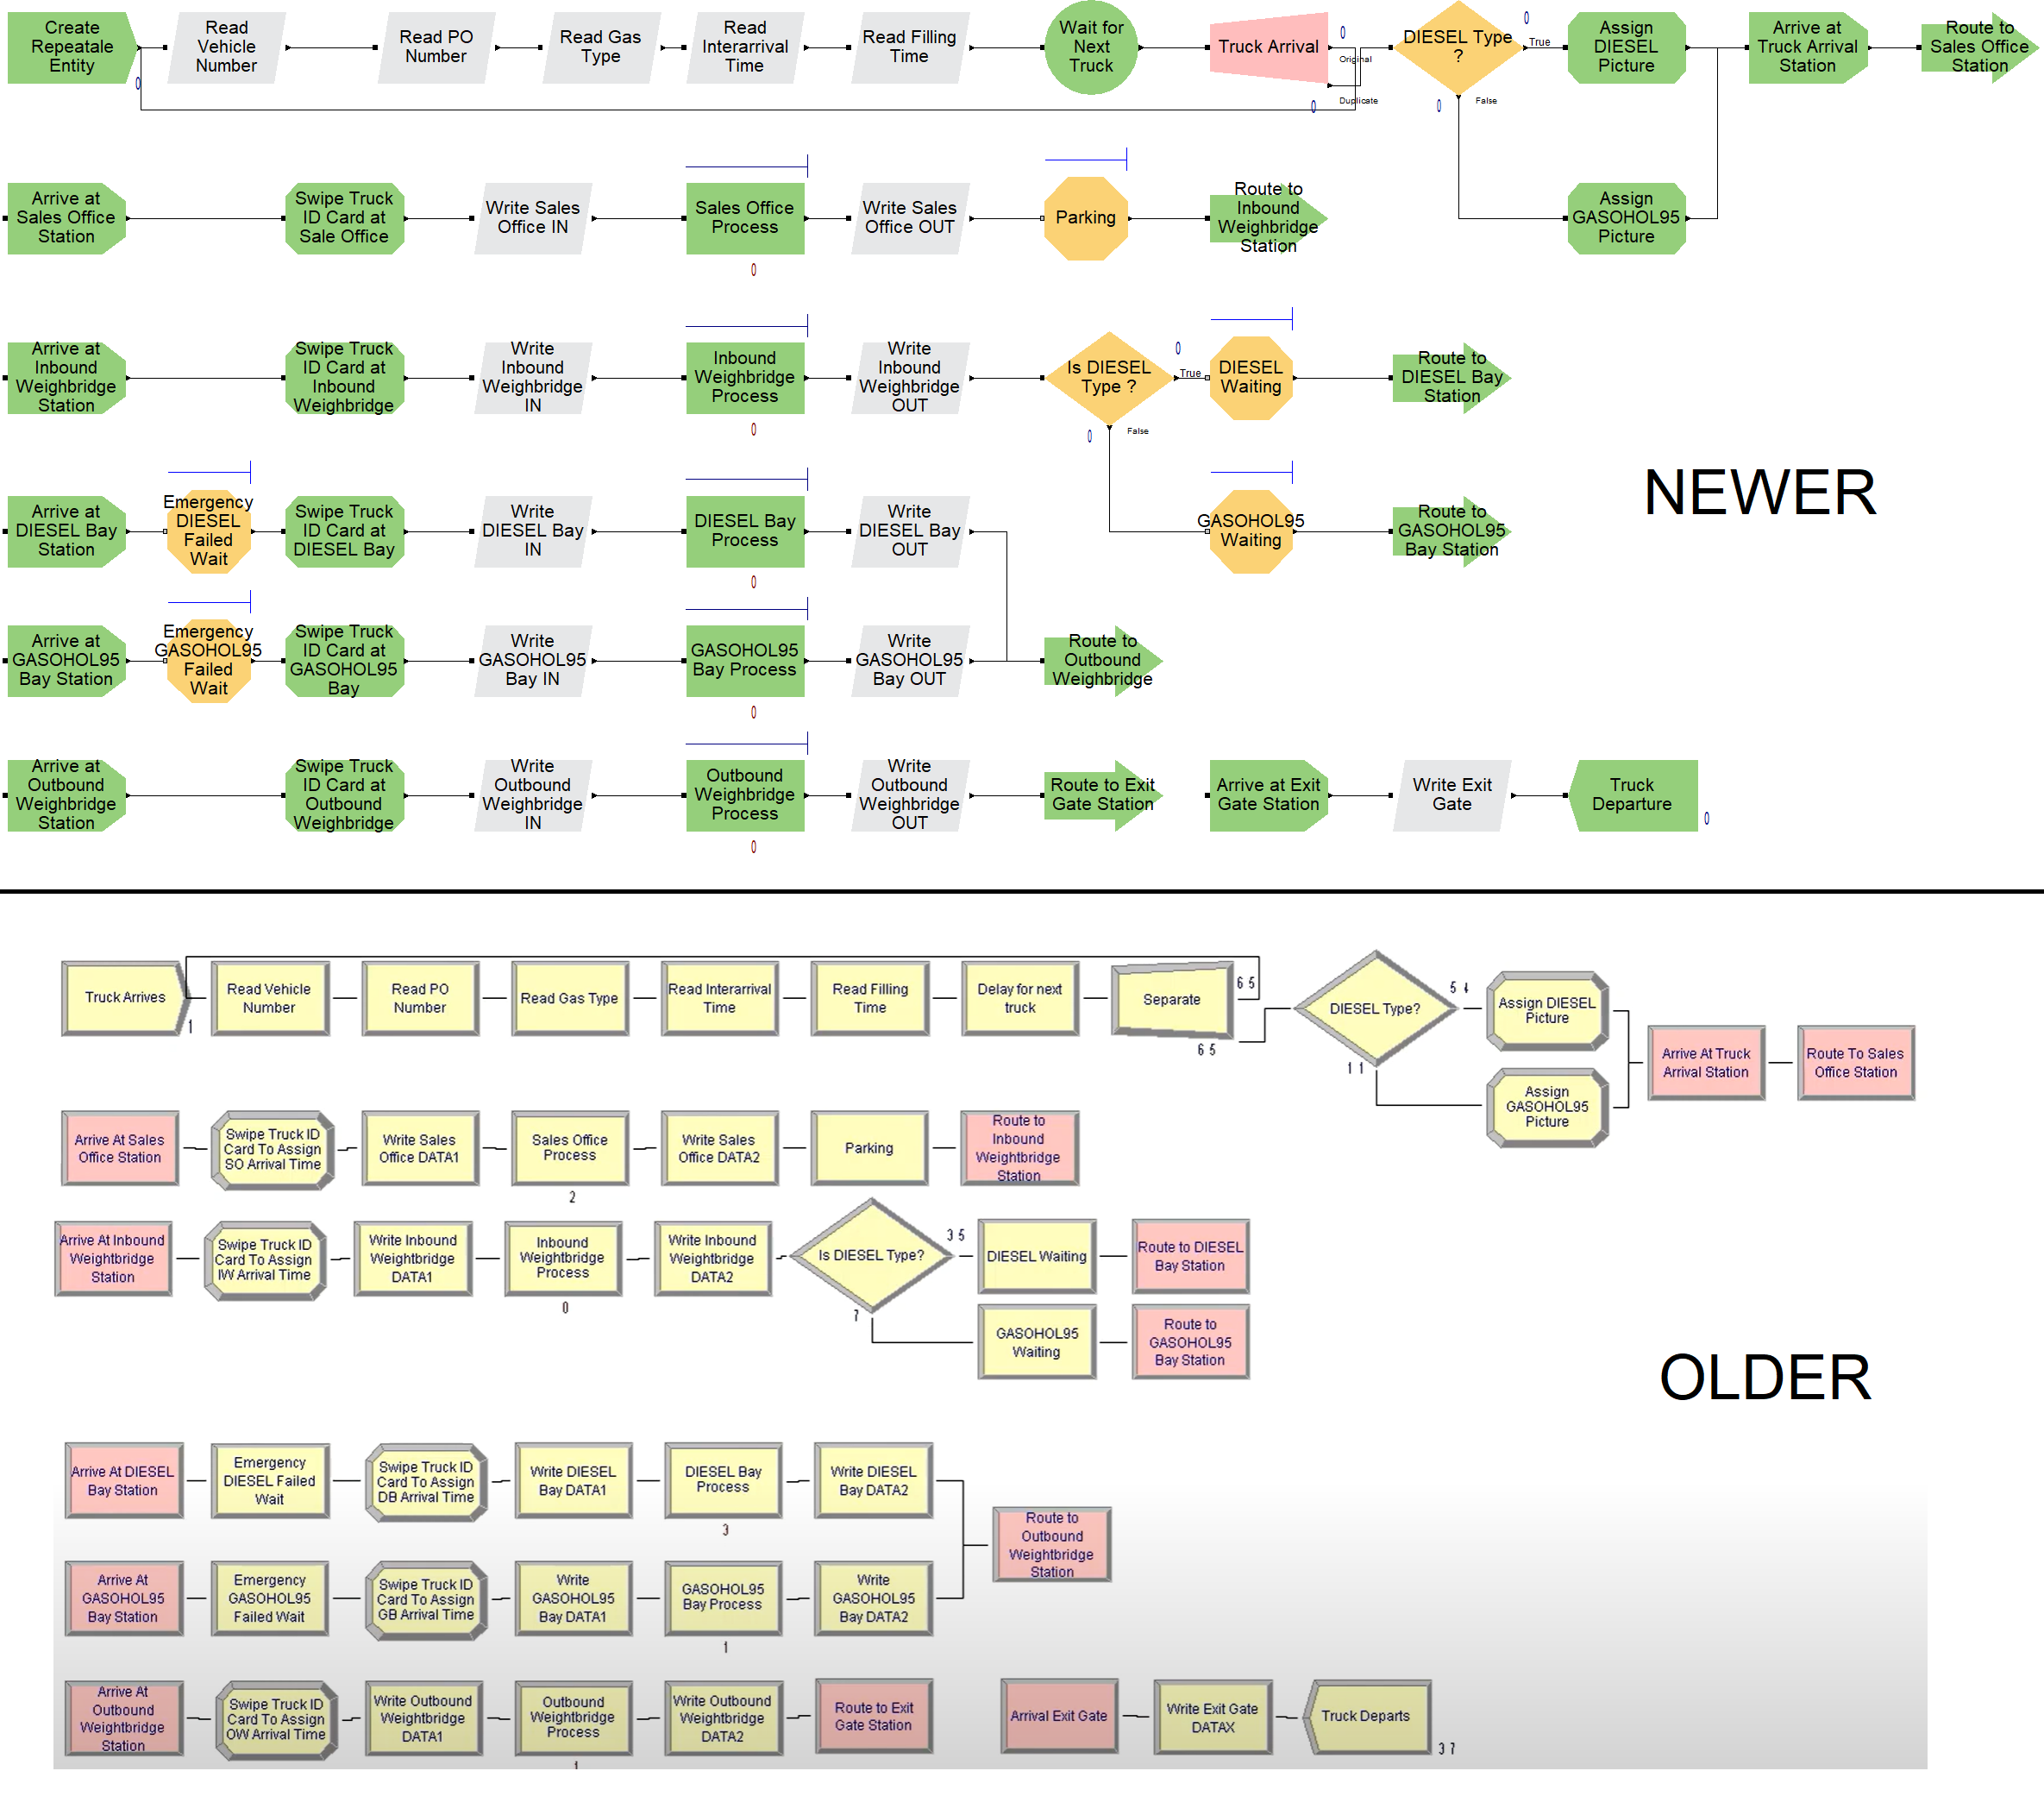 Create
Repeatale
Entity
0
Read
Vehicle
Number
Read PO
Number
Read Gas
Type
Read
Interarrival
Time
Read Filling
Time
Wait for
Next
Truck
Truck Arrival
0
Original
0
Duplicate
DIESEL Type
?
0
True
0
False
Assign
DIESEL
Picture
Arrive at
Truck Arrival
Station
Route to
Sales Office
Station
Assign
GASOHOL95
Picture
Arrive at
Sales Office
Station
Swipe Truck
ID Card at
Sale Office
Write Sales
Office IN
Sales Office
Process
0
Write Sales
Office OUT
Parking
Route to
Inbound
Weighbridge
Station
Arrive at
Inbound
Weighbridge
Station
Swipe Truck
ID Card at
Inbound
Weighbridge
Write
Inbound
Weighbridge
IN
Inbound
Weighbridge
Process
0
Write
Inbound
Weighbridge
OUT
Is DIESEL
Type ?
0
True
0
False
DIESEL
Waiting
Route to
DIESEL Bay
Station
GASOHOL95
Waiting
Route to
GASOHOL95
Bay Station
NEWER
Arrive at
DIESEL Bay
Station
Emergency
DIESEL
Failed
Wait
Swipe Truck
ID Card at
DIESEL Bay
Write
DIESEL Bay
IN
DIESEL Bay
Process
0
Write
DIESEL Bay
OUT
Arrive at
GASOHOL95
Bay Station
Emergency
GASOHOL95
Failed
Wait
Swipe Truck
ID Card at
GASOHOL95
Bay
Write
GASOHOL95
Bay IN
GASOHOL95
Bay Process
0
Write
GASOHOL95
Bay OUT
Route to
Outbound
Weighbridge
Arrive at
Outbound
Weighbridge
Station
Swipe Truck
ID Card at
Outbound
Weighbridge
Write
Outbound
Weighbridge
IN
Outbound
Weighbridge
Process
0
Write
Outbound
Weighbridge
OUT
Route to Exit
Gate Station
Arrive at Exit
Gate Station
Write Exit
Gate
Truck
Departure
0
Truck Arrives
1
Read Vehicle
Number
Read PO
Number
Read Gas Type
Read Interarrival
Time
Read Filling
Time
Delay for next
truck
Separate
6 5
6 5
DIESEL Type?
5 4
1 1
Assign DIESEL
Picture
Assign
GASOHOL95
Picture
Arrive At Truck
Arrival Station
Route To Sales
Office Station
Arrive At Sales
Office Station
Swipe Truck ID
Card To Assign
SO Arrival Time
Write Sales
Office DATA1
Sales Office
Process
2
Write Sales
Office DATA2
Parking
Route to
Inbound
Weightbridge
Station
Arrive At Inbound
Weightbridge
Station
Swipe Truck ID
Card To Assign
IW Arrival Time
Write Inbound
Weightbridge
DATA1
Inbound
Weightbridge
Process
0
Write Inbound
Weightbridge
DATA2
Is DIESEL Type?
3 5
7
DIESEL Waiting
Route to DIESEL
Bay Station
GASOHOL95
Waiting
Route to
GASOHOL95
Bay Station
OLDER
Arrive At DIESEL
Bay Station
Emergency
DIESEL Failed
Wait
Swipe Truck ID
Card To Assign
DB Arrival Time
Write DIESEL
Bay DATA1
DIESEL Bay
Process
3
Write DIESEL
Bay DATA2
Route to
Outbound
Weightbridge
Station
Arrive At
GASOHOL95
Bay Station
Emergency
GASOHOL95
Failed Wait
Swipe Truck ID
Card To Assign
GB Arrival Time
Write
GASOHOL95
Bay DATA1
GASOHOL95
Bay Process
1
Write
GASOHOL95
Bay DATA2
Arrive At
Outbound
Weightbridge
Station
Swipe Truck ID
Card To Assign
OW Arrival Time
Write Outbound
Weightbridge
DATA1
Outbound
Weightbridge
Process
1
Write Outbound
Weightbridge
DATA2
Route to Exit
Gate Station
Arrival Exit Gate
Write Exit Gate
DATAX
Truck Departs
3 7